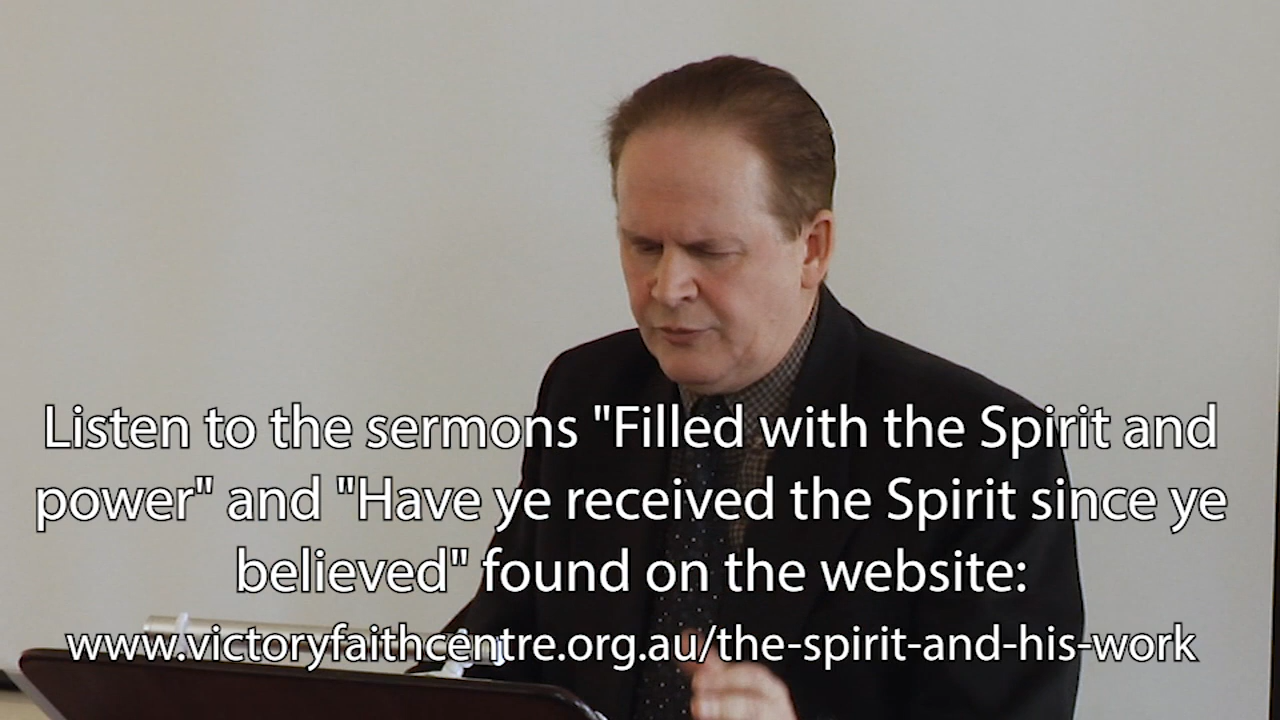 Listen to the sermons "Filled with the Spirit and
power" and "Have ye received the Spirit since ye
believed" found on the website:
www.victoryfaithcentre.org.au/the-spirit-and-his-work